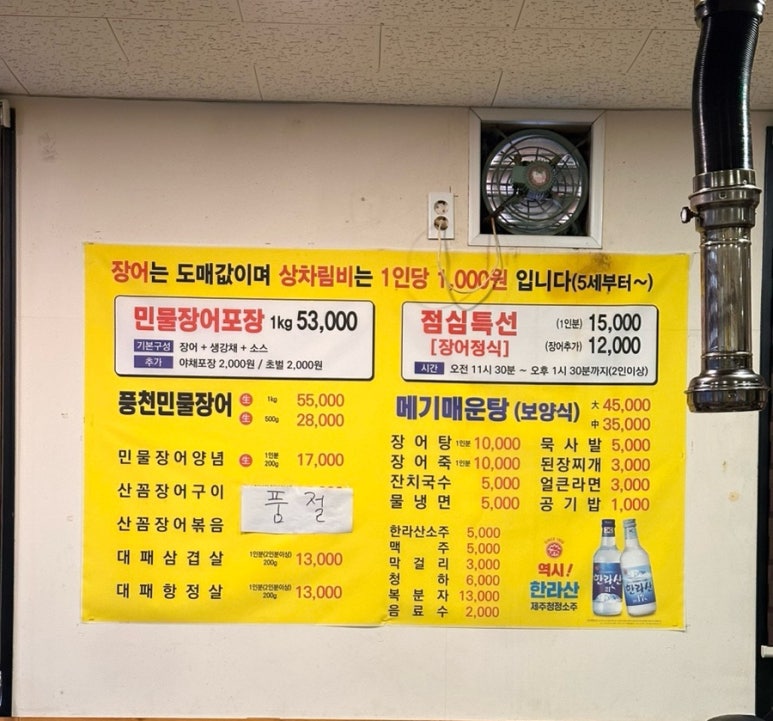 장어는 도매값이며 상차림비는 1인당 1,000원 입니다(5세부터~)
민물장어포장 1kg 53,000
기본구성 장어 + 생강채 + 소스
추가 야채포장 2,000원 / 초벌 2,000원
점심특선 (1인분) 15,000
[장어정식] (장어추가) 12,000
시간 오전 11시 30분 ~ 오후 1시 30분까지(2인이상)
풍천민물장어 生 1kg 55,000
生 500g 28,000
민물장어양념 生 1인분 200g 17,000
산꼼장어구이
산꼼장어볶음
품절
대패삼겹살 1인분(2인분이상) 200g 13,000
대패항정살 1인분(2인분이상) 200g 13,000
메기매운탕 (보양식) 大 45,000
中 35,000
장어탕 1인분 10,000
장어죽 1인분 10,000
잔치국수 5,000
물냉면 5,000
묵사발 5,000
된장찌개 3,000
얼큰라면 3,000
공기밥 1,000
한라산소주 5,000
맥주 5,000
막걸리 3,000
청하 6,000
복분자 13,000
음료수 2,000
역시!
한라산
제주청정소주
한라산
한라산